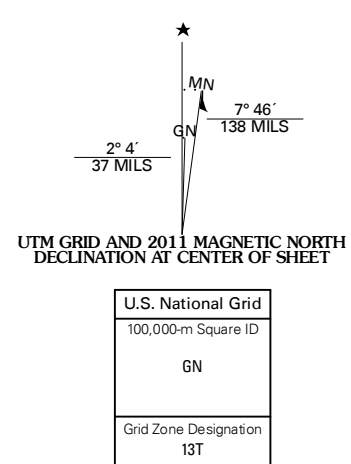 ★
MN
7° 46´
138 MILS
GN
2° 4´
37 MILS
UTM GRID AND 2011 MAGNETIC NORTH
DECLINATION AT CENTER OF SHEET
U.S. National Grid
100,000-m Square ID
GN
Grid Zone Designation
13T